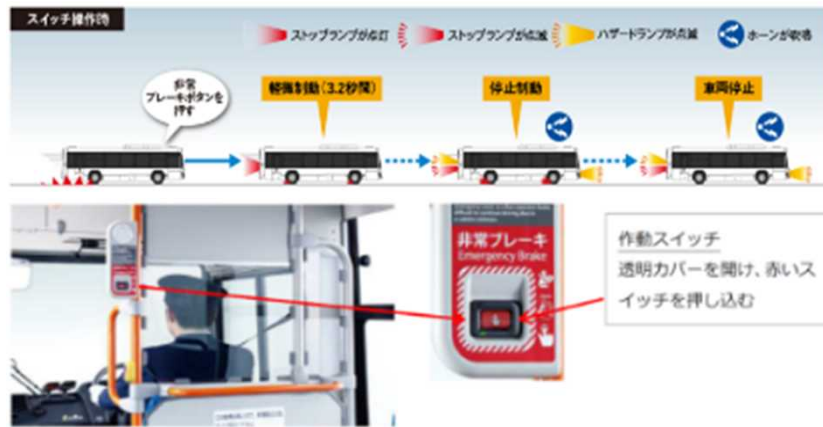 スイッチ操作時
ストップランプが点灯
ストップランプが点滅
ハザードランプが点滅
ホーンが吹鳴
非常
ブレーキボタンを
押す
軽微制動（3.2秒間）
停止制動
車両停止
非常ブレーキ
Emergency Brake
作動スイッチ
透明カバーを開け、赤いス
イッチを押し込む